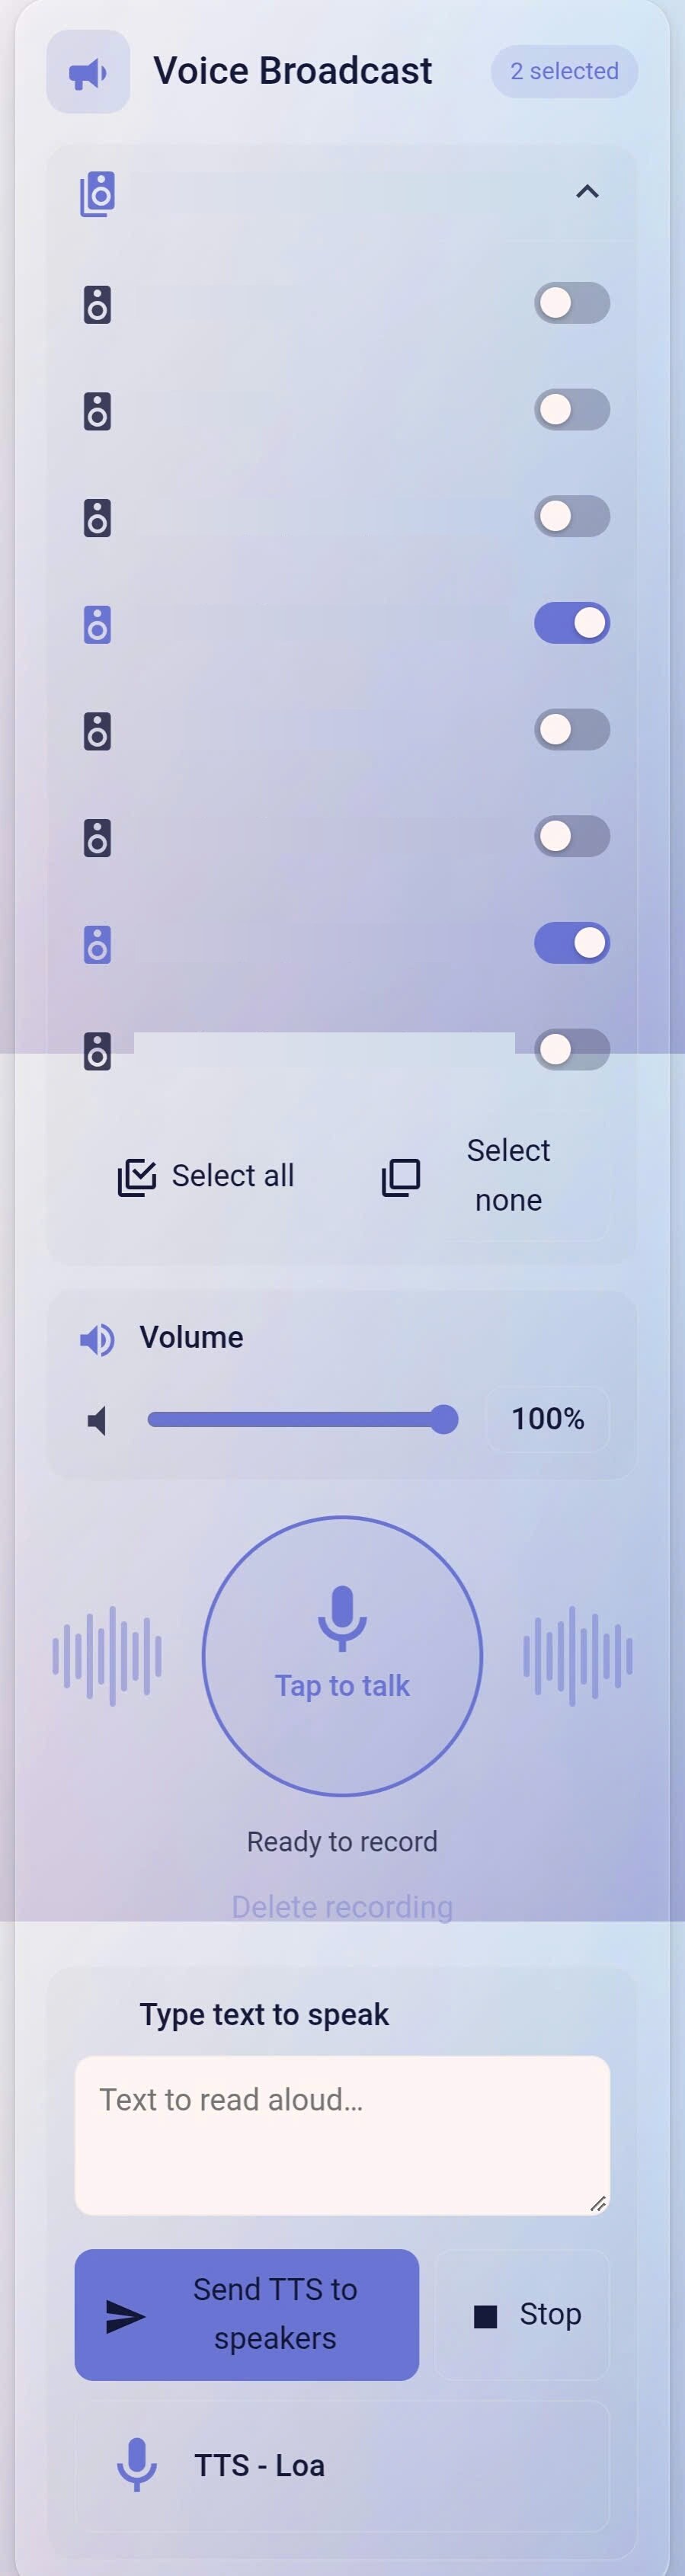 Voice Broadcast
2 selected
Select all
Select
none
Volume
100%
Tap to talk
Ready to record
Delete recording
Type text to speak
Text to read aloud…
Send TTS to
speakers
Stop
TTS - Loa